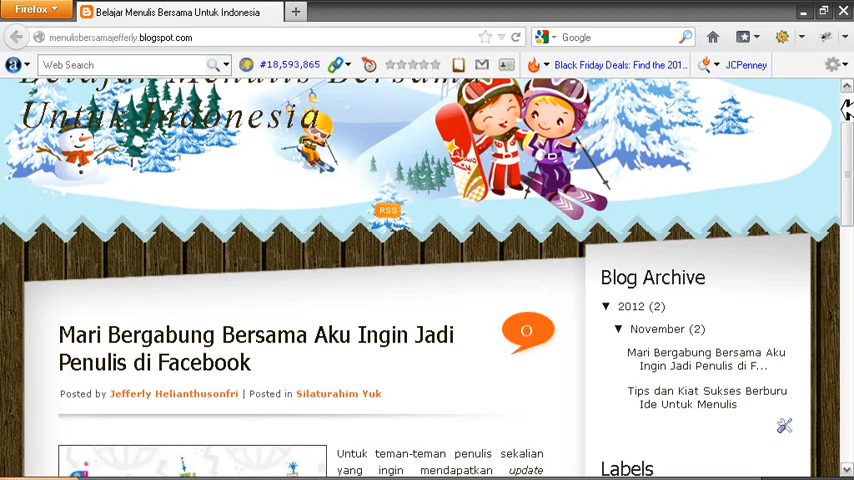 Firefox
Belajar Menulis Bersama Untuk Indonesia
menulisbersamajefferly.blogspot.com
Google
Web Search
#18,593,865
Black Friday Deals: Find the 201...
JCPenney
Belajar Menulis Bersama
Untuk Indonesia
RSS
Mari Bergabung Bersama Aku Ingin Jadi
Penulis di Facebook
0
Posted by Jefferly Helianthusonfri | Posted in Silaturahim Yuk
Untuk teman-teman penulis sekalian
yang ingin mendapatkan update
Blog Archive
▼ 2012 (2)
▼ November (2)
Mari Bergabung Bersama Aku
Ingin Jadi Penulis di F...
Tips dan Kiat Sukses Berburu
Ide Untuk Menulis
Labels